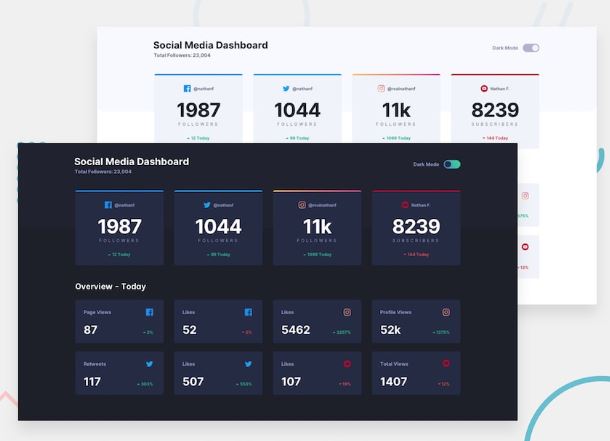 Social Media Dashboard
Total Followers: 23,004
Dark Mode
@nathanf
1987
FOLLOWERS
12 Today
@nathanf
1044
FOLLOWERS
99 Today
@realnathanf
11k
FOLLOWERS
1099 Today
Nathan F.
8239
SUBSCRIBERS
144 Today
Social Media Dashboard
Total Followers: 23,004
Dark Mode
@nathanf
1987
FOLLOWERS
12 Today
@nathanf
1044
FOLLOWERS
99 Today
@realnathanf
11k
FOLLOWERS
1099 Today
Nathan F.
8239
SUBSCRIBERS
144 Today
Overview - Today
Page Views
87
3%
Likes
52
2%
Likes
5462
2257%
Profile Views
52k
1375%
Retweets
117
303%
Likes
507
553%
Likes
107
19%
Total Views
1407
12%
12%